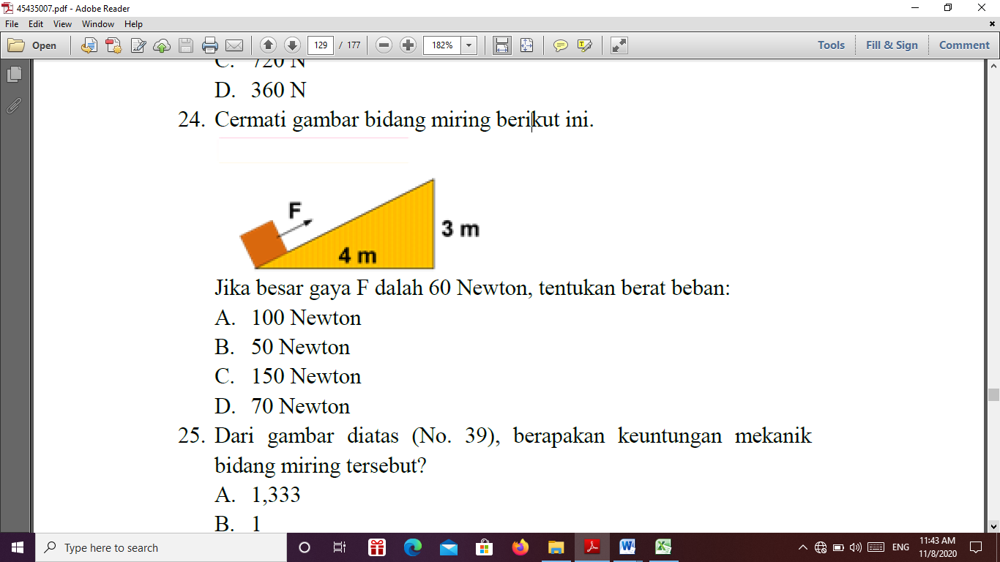 45435007.pdf - Adobe Reader
File Edit View Window Help
Open 129 / 177 182% Tools Fill & Sign Comment
C. 720 N
D. 360 N
24. Cermati gambar bidang miring berikut ini.
F
3 m
4 m
Jika besar gaya F dalah 60 Newton, tentukan berat beban:
A. 100 Newton
B. 50 Newton
C. 150 Newton
D. 70 Newton
25. Dari gambar diatas (No. 39), berapakan keuntungan mekanik
bidang miring tersebut?
A. 1,333
B. 1
Type here to search
ENG
11:43 AM
11/8/2020